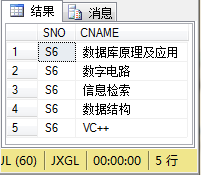 结果 消息
SNO CNAME
1 S6 数据库原理及应用
2 S6 数字电路
3 S6 信息检索
4 S6 数据结构
5 S6 VC++
JL (60) JXGL 00:00:00 5 行